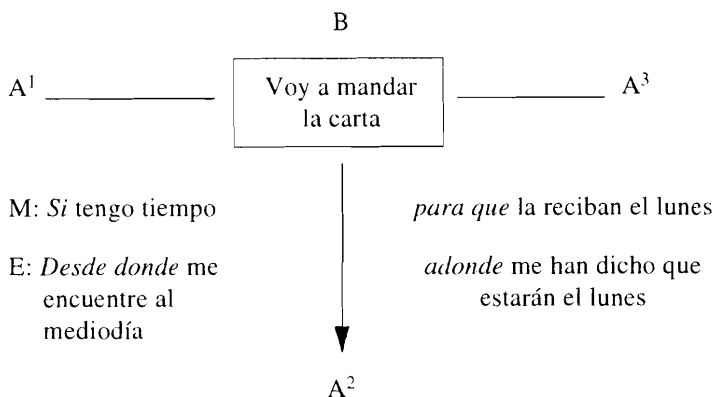 B
A¹
Voy a mandar
la carta
A³
M: Si tengo tiempo
para que la reciban el lunes
E: Desde donde me
encuentre al
mediodía
adonde me han dicho que
estarán el lunes
A²